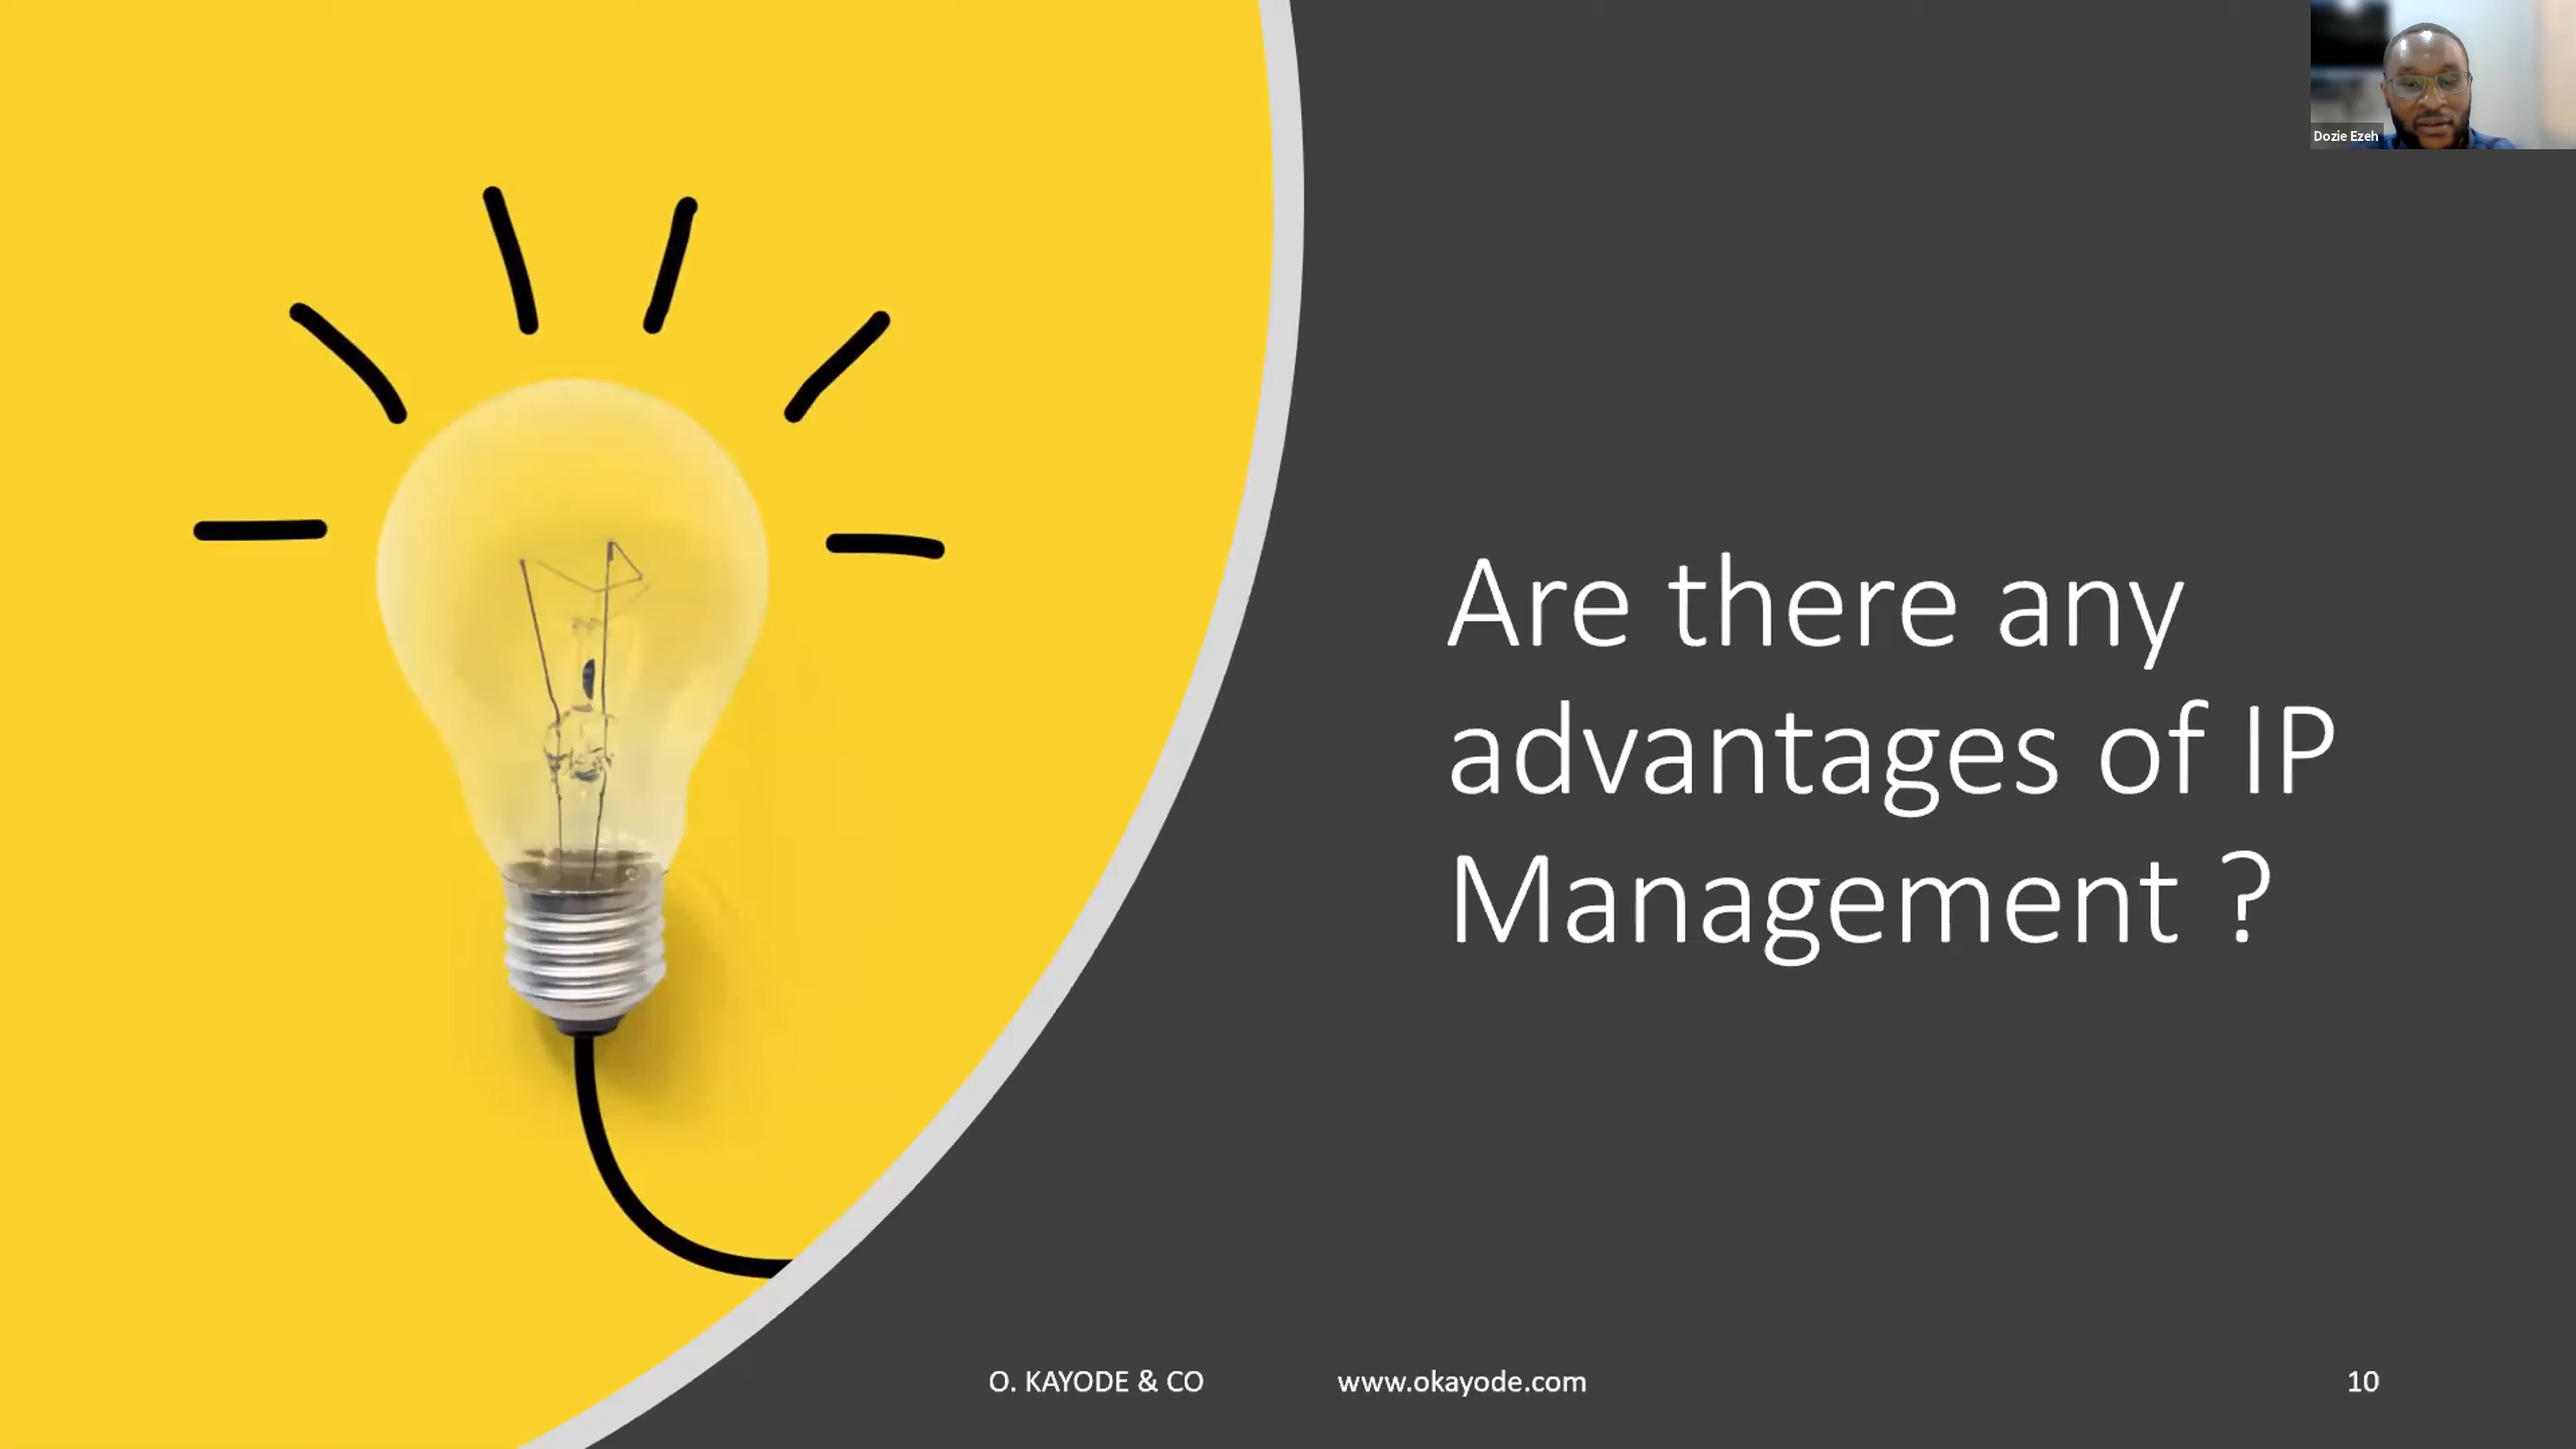 Dozie Ezeh
Are there any
advantages of IP
Management ?
O. KAYODE & CO
www.okayode.com
10